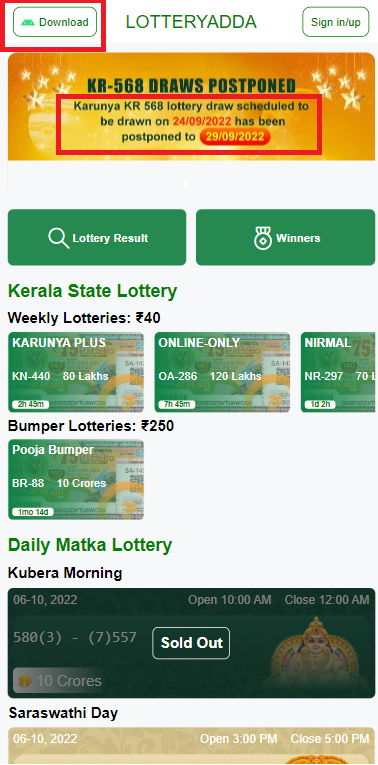 Download
LOTTERYADDA
Sign in/up
KR-568 DRAWS POSTPONED
Karunya KR 568 lottery draw scheduled to
be drawn on 24/09/2022 has been
postponed to 29/09/2022
Lottery Result
Winners
Kerala State Lottery
Weekly Lotteries: ₹40
KARUNYA PLUS
KN-440 80 Lakhs
2h 49m
ONLINE-ONLY
OA-286 120 Lakhs
7h 49m
NIRMAL
NR-297 70 L
1d 2h
Bumper Lotteries: ₹250
Pooja Bumper
BR-88 10 Crores
1mo 14d
Daily Matka Lottery
Kubera Morning
06-10, 2022 Open 10:00 AM Close 12:00 AM
580(3) - (7)557
Sold Out
10 Crores
Saraswathi Day
06-10, 2022 Open 3:00 PM Close 5:00 PM